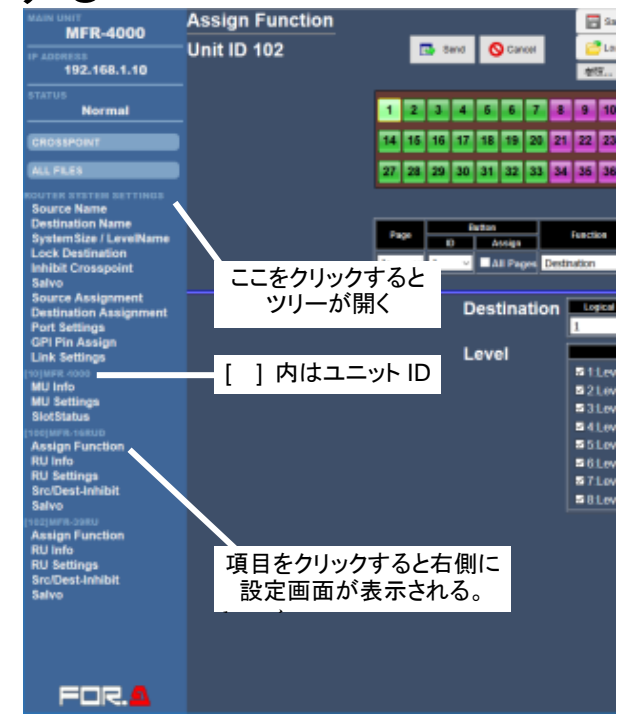 する
MAIN UNIT
MFR-4000
IP ADDRESS
192.168.1.10
STATUS
Normal
CROSSPOINT
ALL FILES
ROUTER SYSTEM SETTINGS
Source Name
Destination Name
SystemSize / LevelName
Lock Destination
Inhibit Crosspoint
Salvo
Source Assignment
Destination Assignment
Port Settings
GPI Pin Assign
Link Settings
[10]MFR-4000
MU Info
MU Settings
SlotStatus
[100]MFR-16RUD
Assign Function
RU Info
RU Settings
Src/Dest-Inhibit
Salvo
[102]MFR-39RU
Assign Function
RU Info
RU Settings
Src/Dest-Inhibit
Salvo
FOR.A
Assign Function
Unit ID 102
Send
Cancel
Sa
Lo
参照...
1 2 3 4 5 6 7 8 9 10
14 15 16 17 18 19 20 21 22 23
27 28 29 30 31 32 33 34 35 36
Page
Button
ID
Assign
Function
All Pages
Destination
ここをクリックすると
ツリーが開く
Destination
Logical
1
Level
1:Lev
2:Lev
3:Lev
4:Lev
5:Lev
6:Lev
7:Lev
8:Lev
[ ] 内はユニット ID
項目をクリックすると右側に
設定画面が表示される。